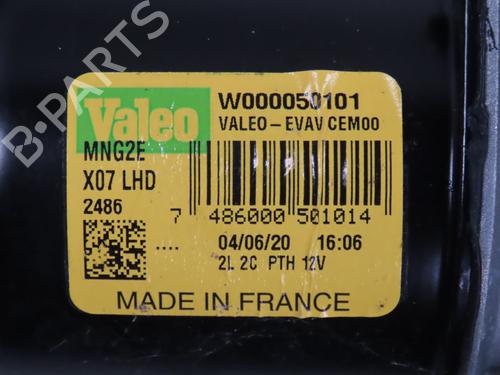 B-PARTS
Valeo
W000050101
VALEO-EVAV CEM00
MNG2E
X07 LHD
2486
7 486000 501014
.... 04/06/20 16:06
2L 2C PTH 12V
MADE IN FRANCE